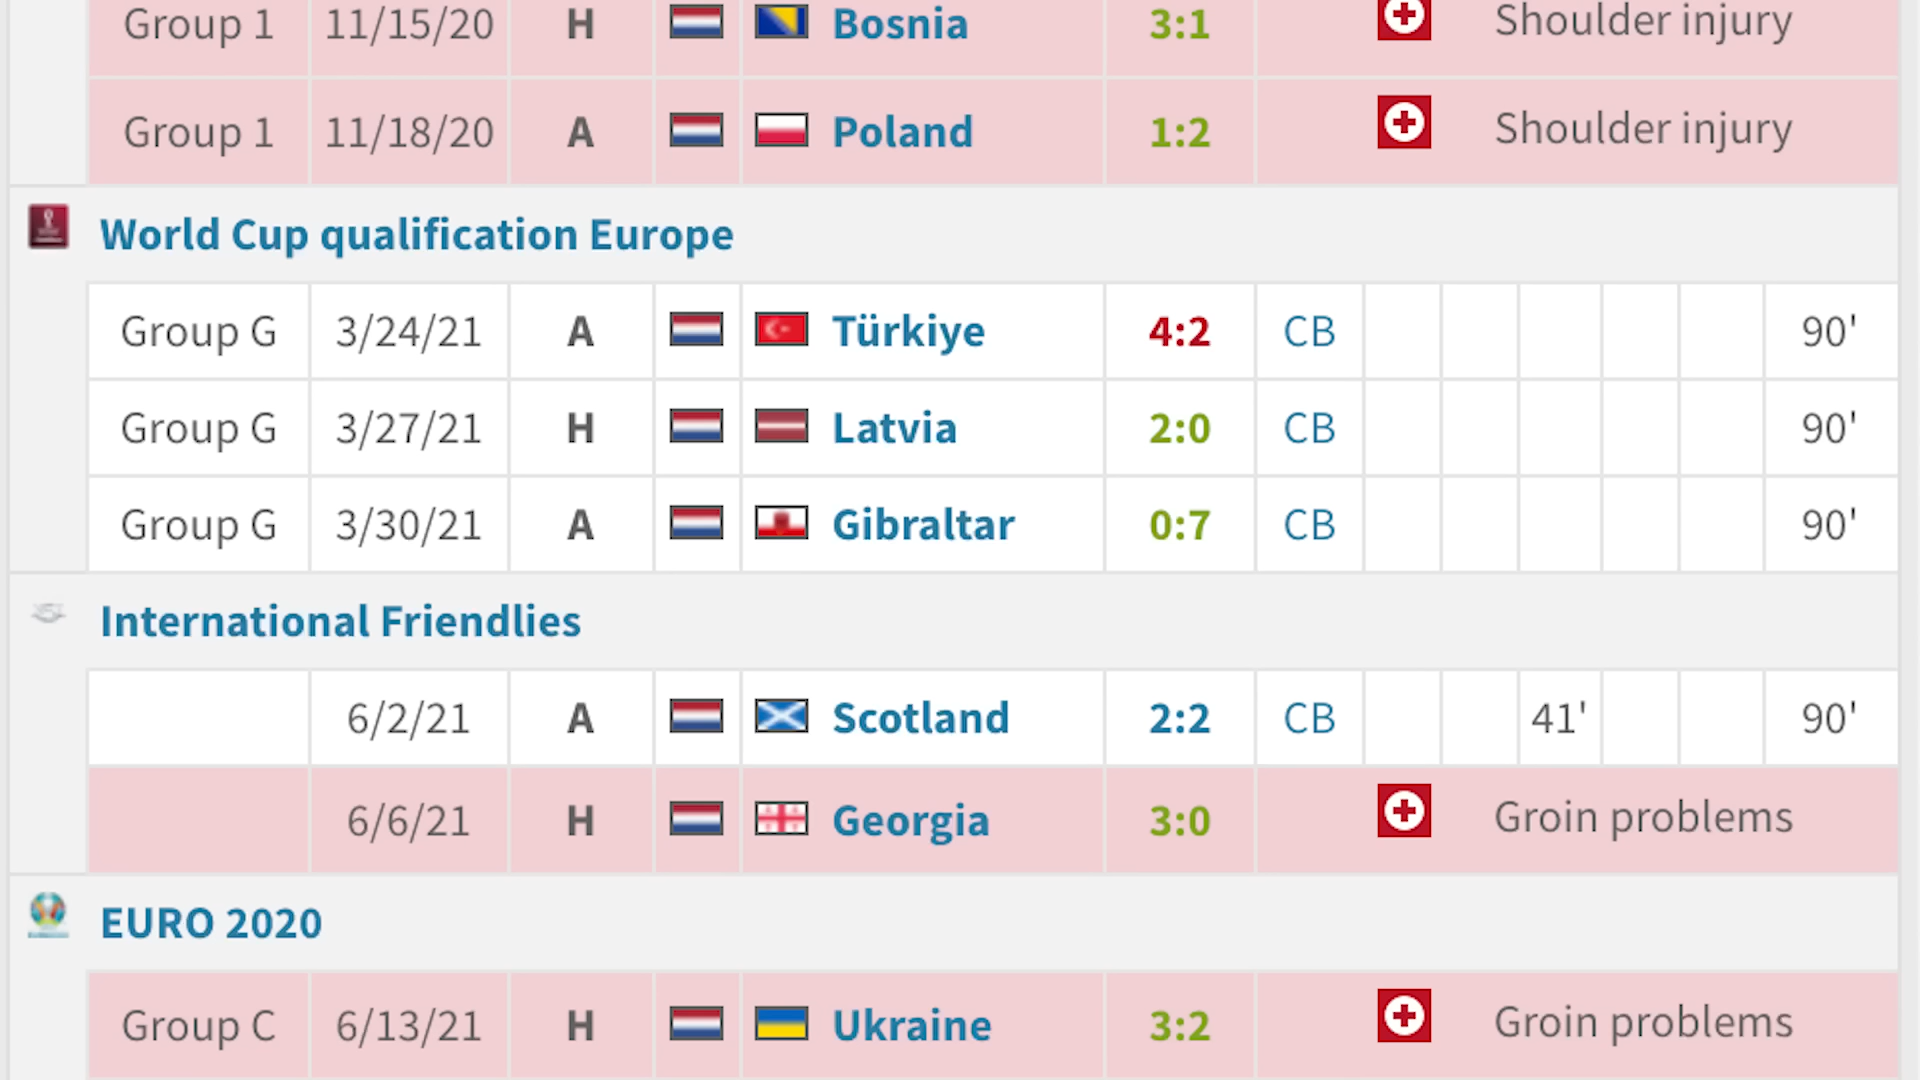 Group 1 11/15/20 H Bosnia 3:1 Shoulder injury
Group 1 11/18/20 A Poland 1:2 Shoulder injury
World Cup qualification Europe
Group G 3/24/21 A Türkiye 4:2 CB 90'
Group G 3/27/21 H Latvia 2:0 CB 90'
Group G 3/30/21 A Gibraltar 0:7 CB 90'
International Friendlies
6/2/21 A Scotland 2:2 CB 41' 90'
6/6/21 H Georgia 3:0 Groin problems
EURO 2020
Group C 6/13/21 H Ukraine 3:2 Groin problems